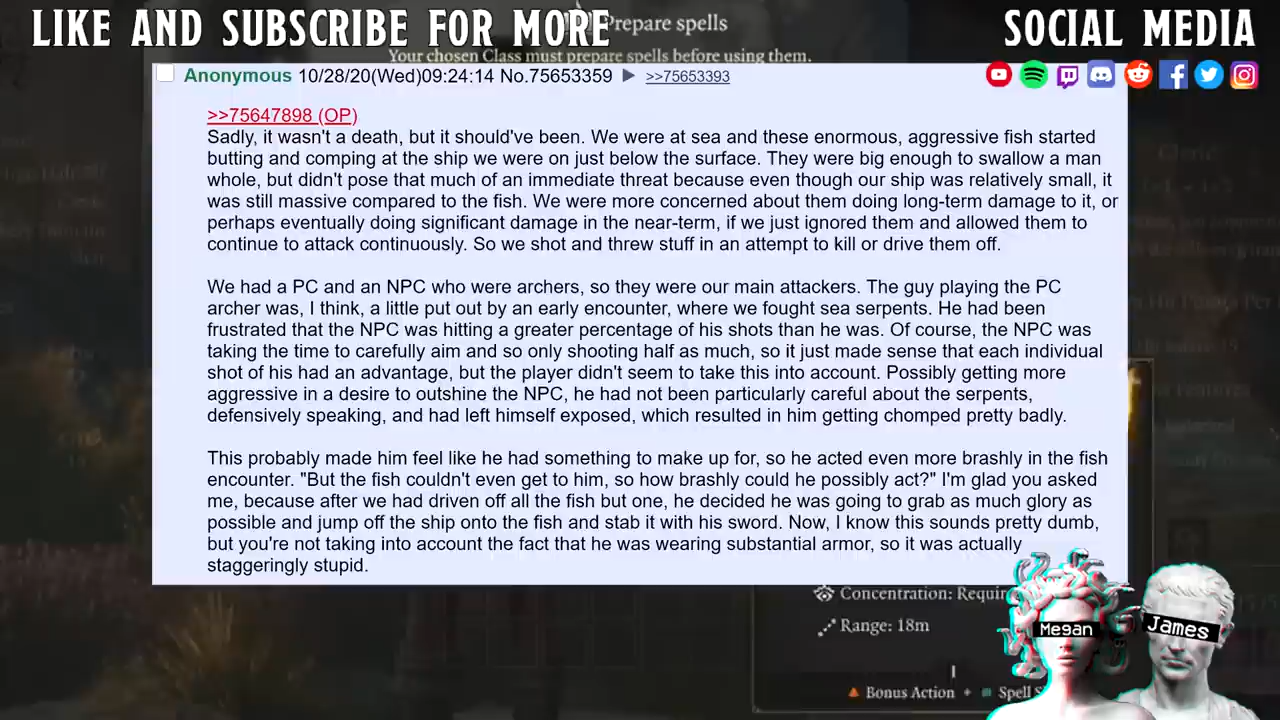 LIKE AND SUBSCRIBE FOR MORE
Prepare spells
SOCIAL MEDIA
Your chosen Class must prepare spells before using them.
Anonymous 10/28/20(Wed)09:24:14 No.75653359 ▶ >>75653393
>>75647898 (OP)
Sadly, it wasn't a death, but it should've been. We were at sea and these enormous, aggressive fish started
butting and comping at the ship we were on just below the surface. They were big enough to swallow a man
whole, but didn't pose that much of an immediate threat because even though our ship was relatively small, it
was still massive compared to the fish. We were more concerned about them doing long-term damage to it, or
perhaps eventually doing significant damage in the near-term, if we just ignored them and allowed them to
continue to attack continuously. So we shot and threw stuff in an attempt to kill or drive them off.
We had a PC and an NPC who were archers, so they were our main attackers. The guy playing the PC
archer was, I think, a little put out by an early encounter, where we fought sea serpents. He had been
frustrated that the NPC was hitting a greater percentage of his shots than he was. Of course, the NPC was
taking the time to carefully aim and so only shooting half as much, so it just made sense that each individual
shot of his had an advantage, but the player didn't seem to take this into account. Possibly getting more
aggressive in a desire to outshine the NPC, he had not been particularly careful about the serpents,
defensively speaking, and had left himself exposed, which resulted in him getting chomped pretty badly.
This probably made him feel like he had something to make up for, so he acted even more brashly in the fish
encounter. "But the fish couldn't even get to him, so how brashly could he possibly act?" I'm glad you asked
me, because after we had driven off all the fish but one, he decided he was going to grab as much glory as
possible and jump off the ship onto the fish and stab it with his sword. Now, I know this sounds pretty dumb,
but you're not taking into account the fact that he was wearing substantial armor, so it was actually
staggeringly stupid.
Concentration: Requir
Range: 18m
Megan
James
Bonus Action + Spell S